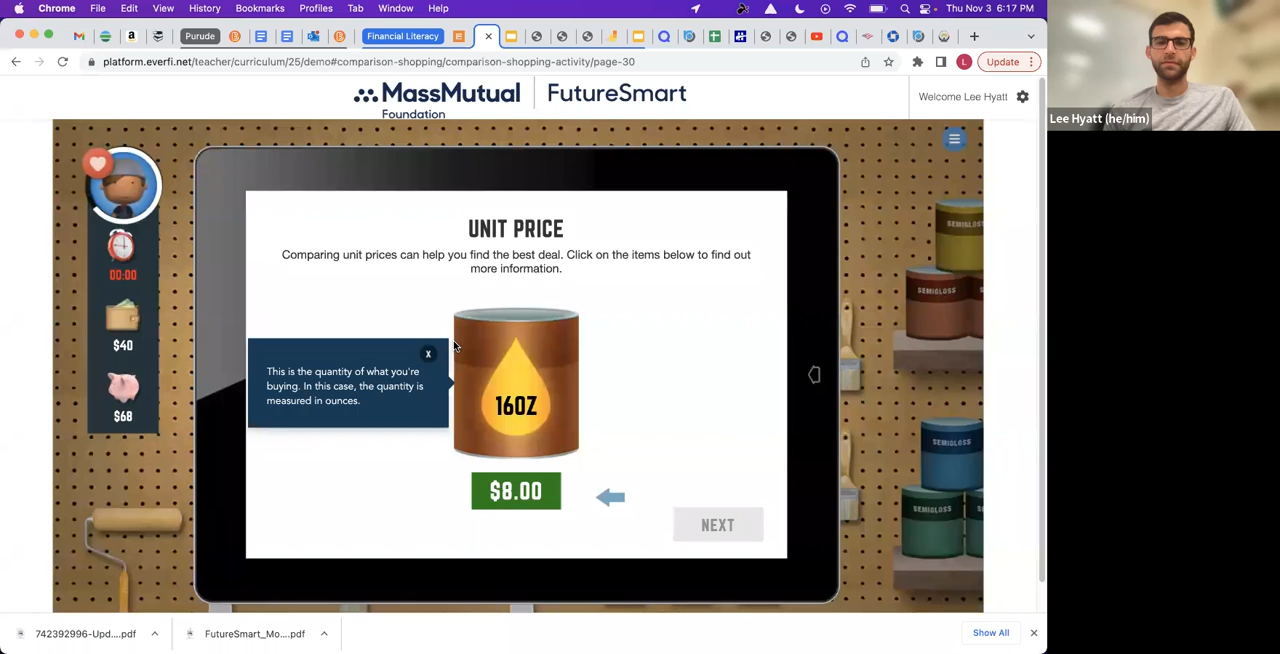 Chrome File Edit View History Bookmarks Profiles Tab Window Help Thu Nov 3 6:17 PM
Purude Financial Literacy
platform.everfi.net/teacher/curriculum/25/demo#comparison-shopping/comparison-shopping-activity/page-30 L Update
MassMutual FutureSmart Welcome Lee Hyatt
Foundation
Lee Hyatt (he/him)
UNIT PRICE
Comparing unit prices can help you find the best deal. Click on the items below to find out
more information.
00:00
$40
$68
X
This is the quantity of what you're
buying. In this case, the quantity is
measured in ounces.
16OZ
$8.00
NEXT
SEMIGLOSS
SEMIGLOSS
SEMIGLOSS
SEMIGLOSS
742392996-Upd....pdf FutureSmart_Mo....pdf Show All